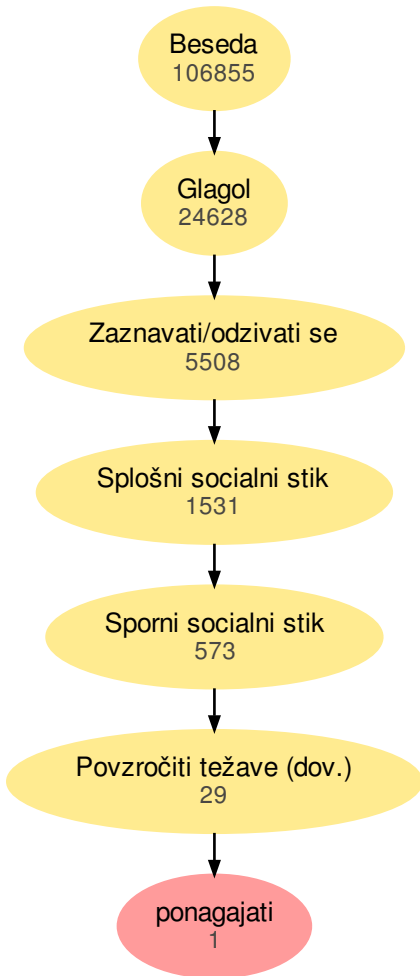 Beseda
106855
Glagol
24628
Zaznavati/odzivati se
5508
Splošni socialni stik
1531
Sporni socialni stik
573
Povzročiti težave (dov.)
29
ponagajati
1